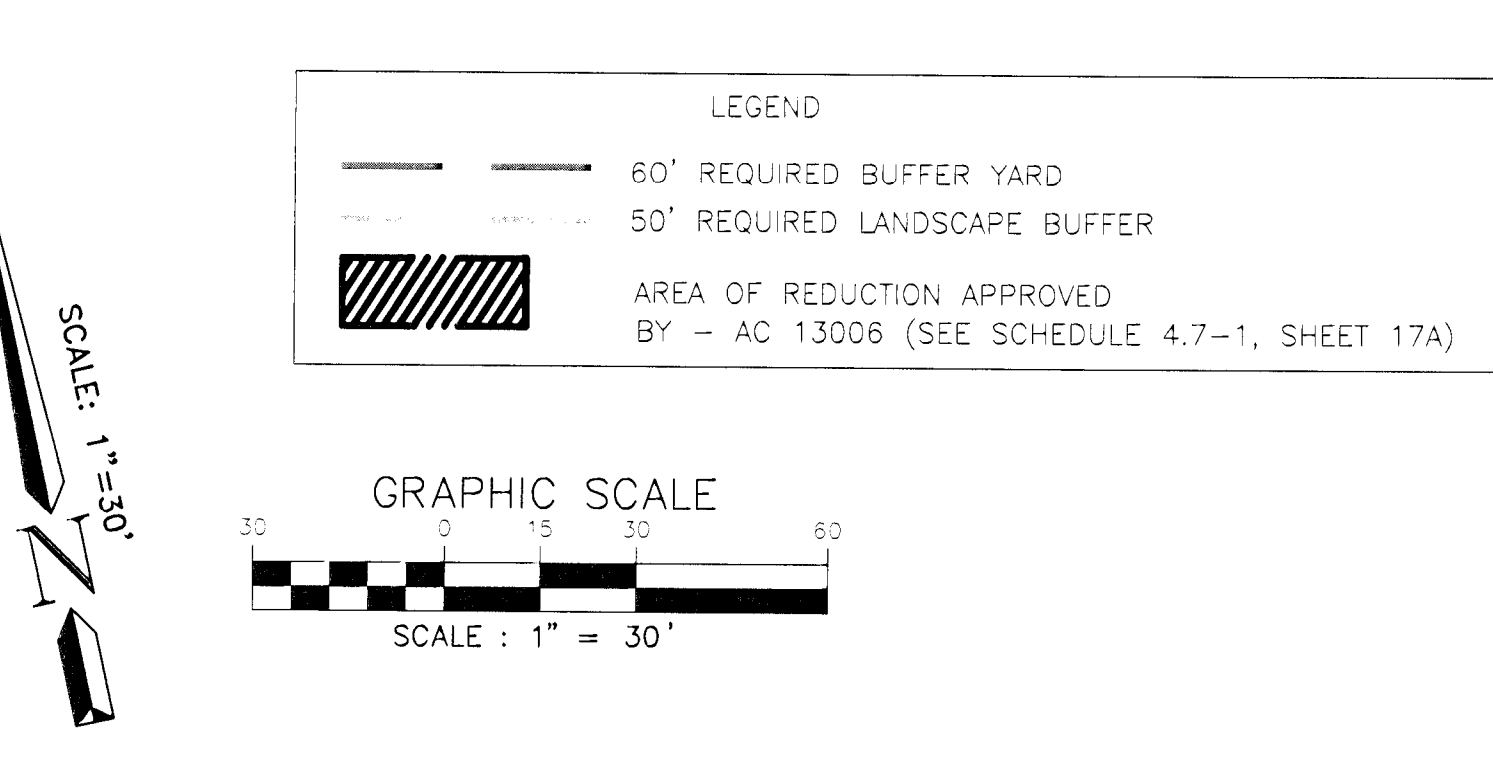 LEGEND
60' REQUIRED BUFFER YARD
50' REQUIRED LANDSCAPE BUFFER
AREA OF REDUCTION APPROVED
BY - AC 13006 (SEE SCHEDULE 4.7-1, SHEET 17A)
SCALE: 1"=30'
N
GRAPHIC SCALE
30 0 15 30 60
SCALE : 1" = 30'